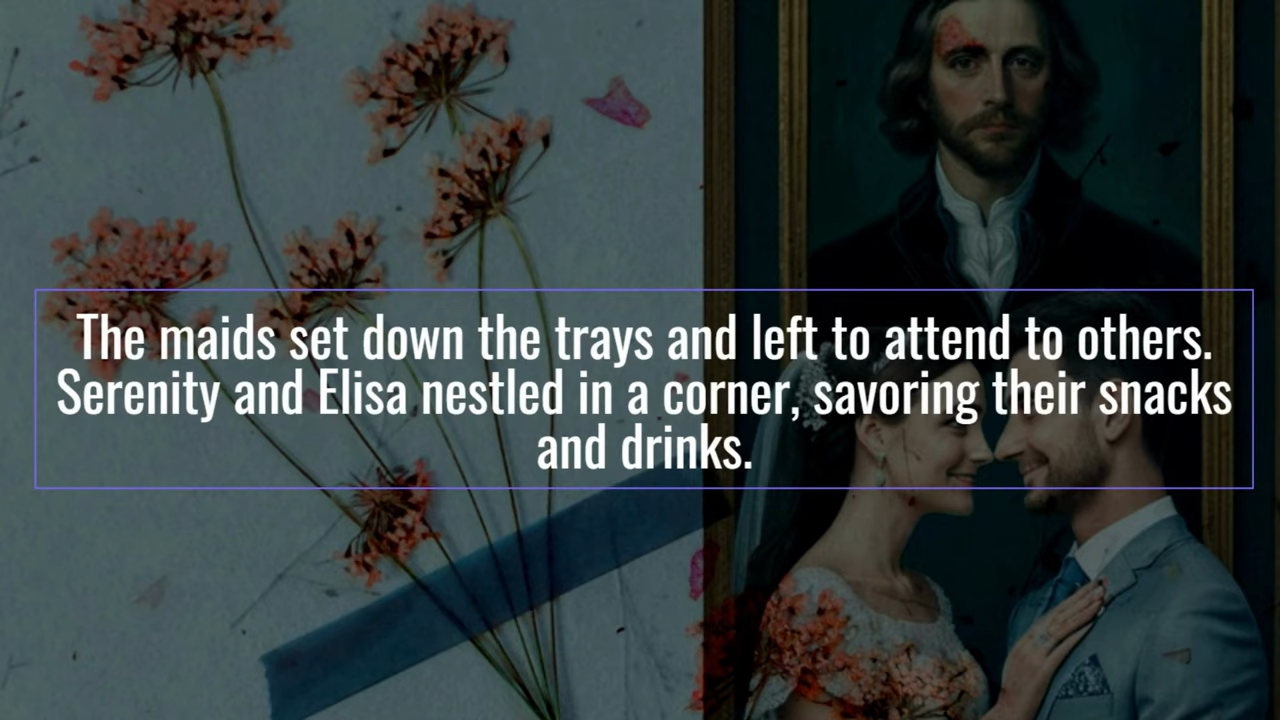 The maids set down the trays and left to attend to others.
Serenity and Elisa nestled in a corner, savoring their snacks
and drinks.